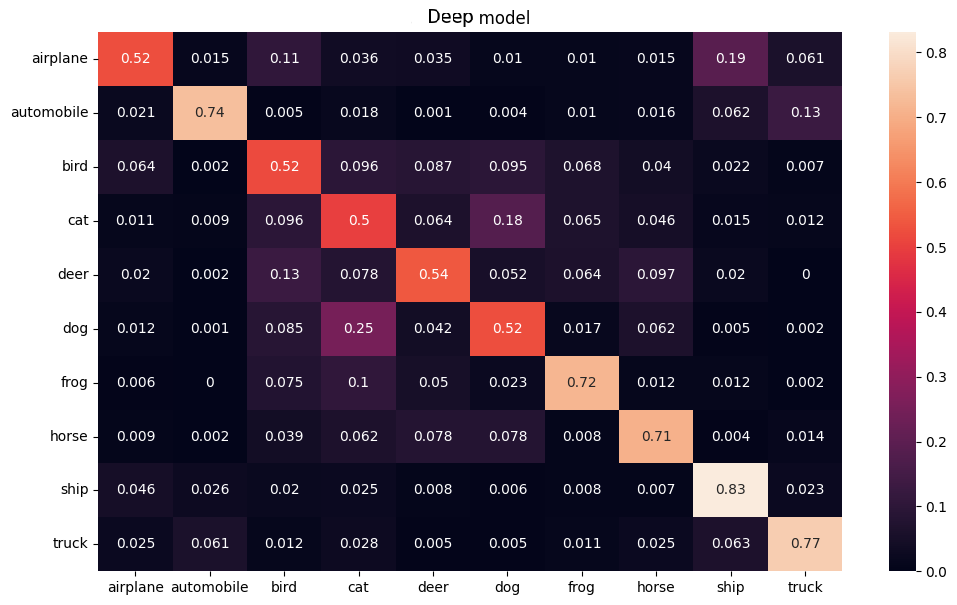 Deep model
airplane 0.52 0.015 0.11 0.036 0.035 0.01 0.01 0.015 0.19 0.061
automobile 0.021 0.74 0.005 0.018 0.001 0.004 0.01 0.016 0.062 0.13
bird 0.064 0.002 0.52 0.096 0.087 0.095 0.068 0.04 0.022 0.007
cat 0.011 0.009 0.096 0.5 0.064 0.18 0.065 0.046 0.015 0.012
deer 0.02 0.002 0.13 0.078 0.54 0.052 0.064 0.097 0.02 0
dog 0.012 0.001 0.085 0.25 0.042 0.52 0.017 0.062 0.005 0.002
frog 0.006 0 0.075 0.1 0.05 0.023 0.72 0.012 0.012 0.002
horse 0.009 0.002 0.039 0.062 0.078 0.078 0.008 0.71 0.004 0.014
ship 0.046 0.026 0.02 0.025 0.008 0.006 0.008 0.007 0.83 0.023
truck 0.025 0.061 0.012 0.028 0.005 0.005 0.011 0.025 0.063 0.77
airplane automobile bird cat deer dog frog horse ship truck
0.8
0.7
0.6
0.5
0.4
0.3
0.2
0.1
0.0